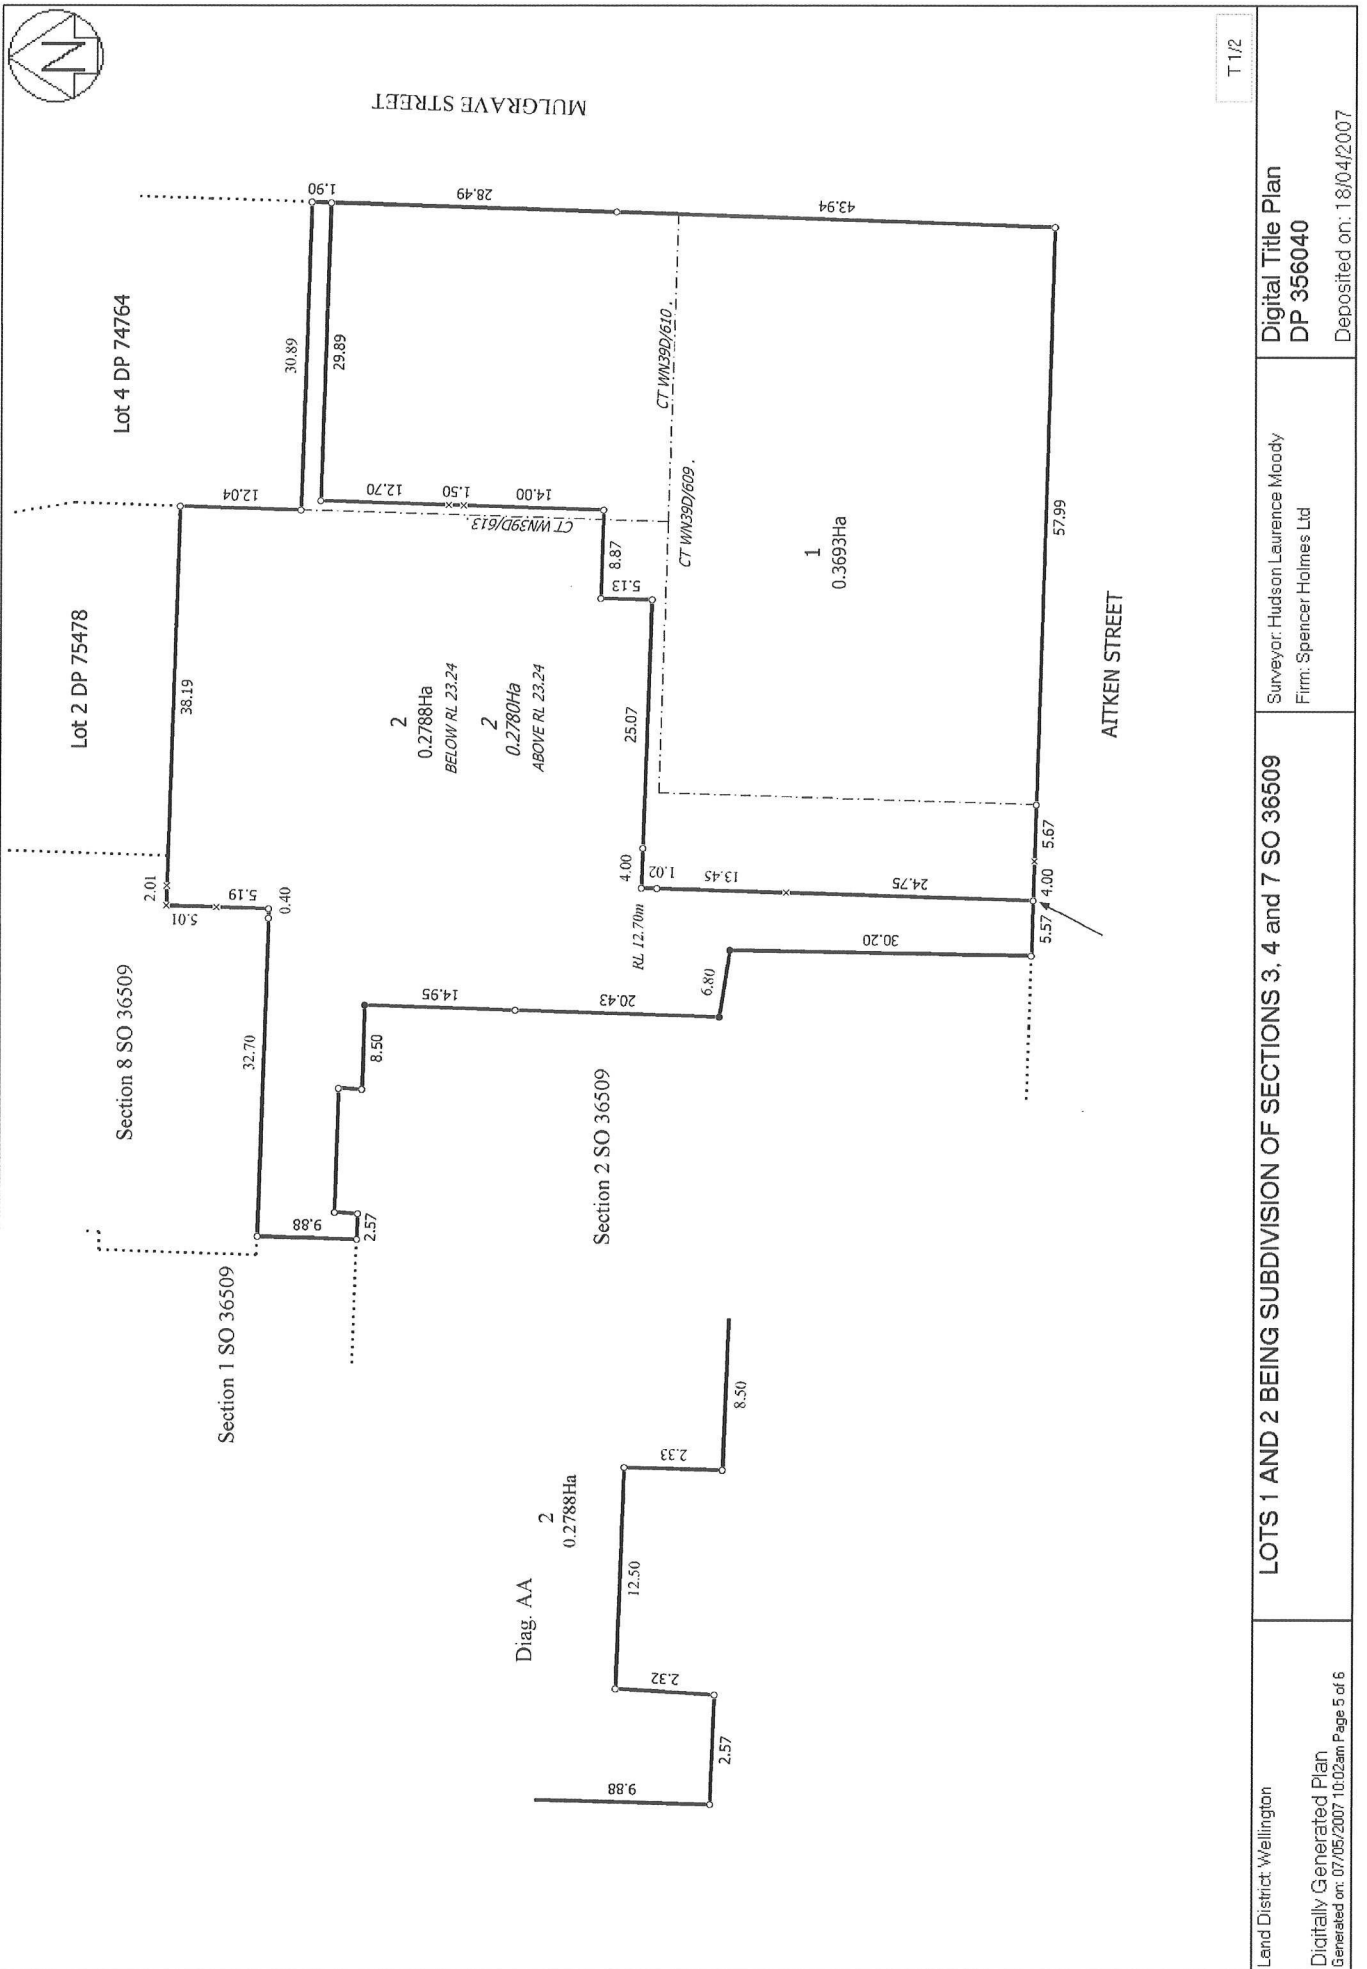 N
T 1/2
MULGRAVE STREET
Lot 4 DP 74764
Lot 2 DP 75478
Section 8 SO 36509
Section 1 SO 36509
Section 2 SO 36509
1.90
28.49
43.94
30.89
29.89
12.04
12.70
1.50
14.00
CT WN39D/613.
CT WN39D/610.
CT WN39D/609.
8.87
5.13
38.19
25.07
2
0.2788Ha
BELOW RL 23.24
2
0.2780Ha
ABOVE RL 23.24
1
0.3693Ha
57.99
AITKEN STREET
2.01
5.01
5.19
0.40
4.00
1.02
13.45
24.75
RL 12.70m
5.67
4.00
5.57
30.20
6.80
20.43
14.95
8.50
32.70
9.88
2.57
Diag. AA
2
0.2788Ha
8.50
2.33
12.50
2.32
2.57
9.88
Land District: Wellington
Digitally Generated Plan
Generated on: 07/05/2007 10:02am Page 5 of 6
LOTS 1 AND 2 BEING SUBDIVISION OF SECTIONS 3, 4 and 7 SO 36509
Surveyor: Hudson Laurence Moody
Firm: Spencer Holmes Ltd
Digital Title Plan
DP 356040
Deposited on: 18/04/2007